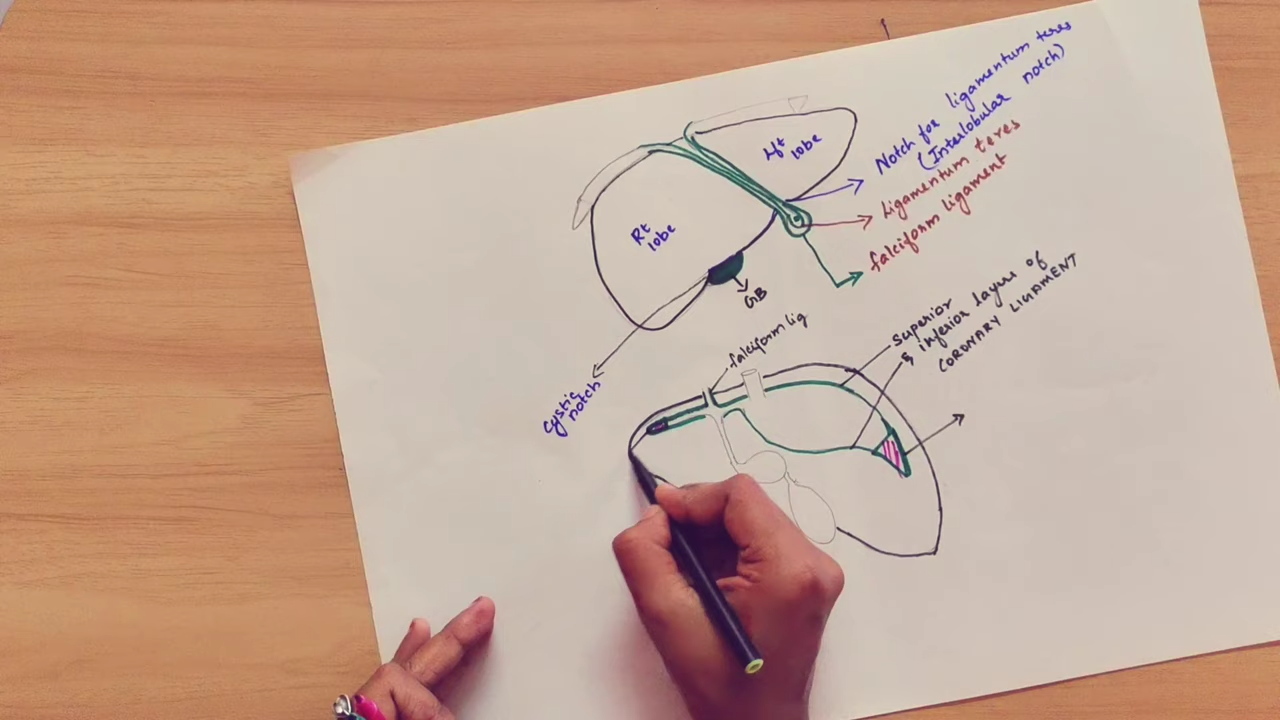 Notch for ligamentum teres
(Interlobular notch)
Ligamentum teres
falciform ligament
Lft
lobe
Rt
lobe
GB
Cystic
notch
falciform lig
Superior
& inferior layers of
CORONARY LIGAMENT